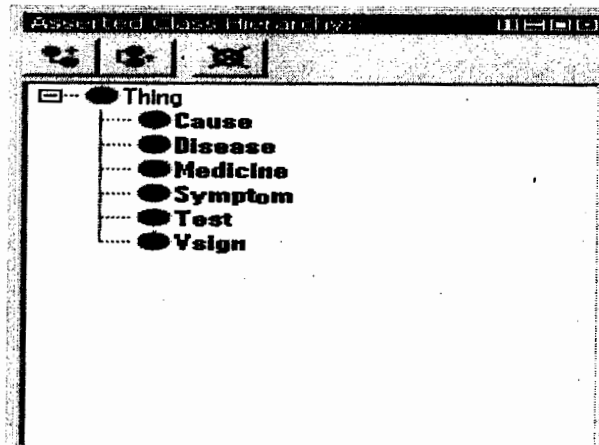 Asserted Class Hierarchy
Thing
Cause
Disease
Medicine
Symptom
Test
Vsign